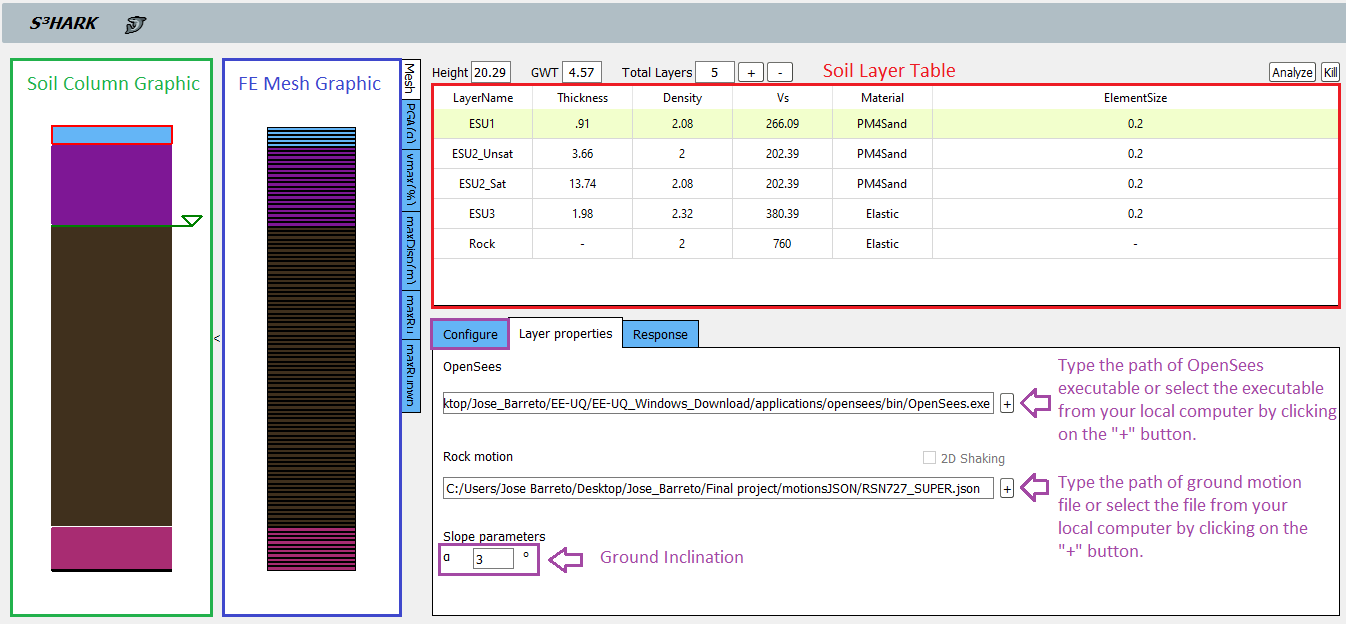 S³HARK
Soil Column Graphic
FE Mesh Graphic
<
Mesh
PGA(g)
γmax(%)
maxDisp(m)
maxRu
maxRupwp
Height 20.29 GWT 4.57 Total Layers 5 + - Soil Layer Table Analyze Kill
LayerName Thickness Density Vs Material ElementSize
ESU1 .91 2.08 266.09 PM4Sand 0.2
ESU2_Unsat 3.66 2 202.39 PM4Sand 0.2
ESU2_Sat 13.74 2.08 202.39 PM4Sand 0.2
ESU3 1.98 2.32 380.39 Elastic 0.2
Rock - 2 760 Elastic -
Configure Layer properties Response
OpenSees
ktop/Jose_Barreto/EE-UQ/EE-UQ_Windows_Download/applications/opensees/bin/OpenSees.exe +
Type the path of OpenSees
executable or select the executable
from your local computer by clicking
on the "+" button.
Rock motion
2D Shaking
C:/Users/Jose Barreto/Desktop/Jose_Barreto/Final project/motionsJSON/RSN727_SUPER.json +
Type the path of ground motion
file or select the file from your
local computer by clicking on the
"+" button.
Slope parameters
α 3 °
Ground Inclination